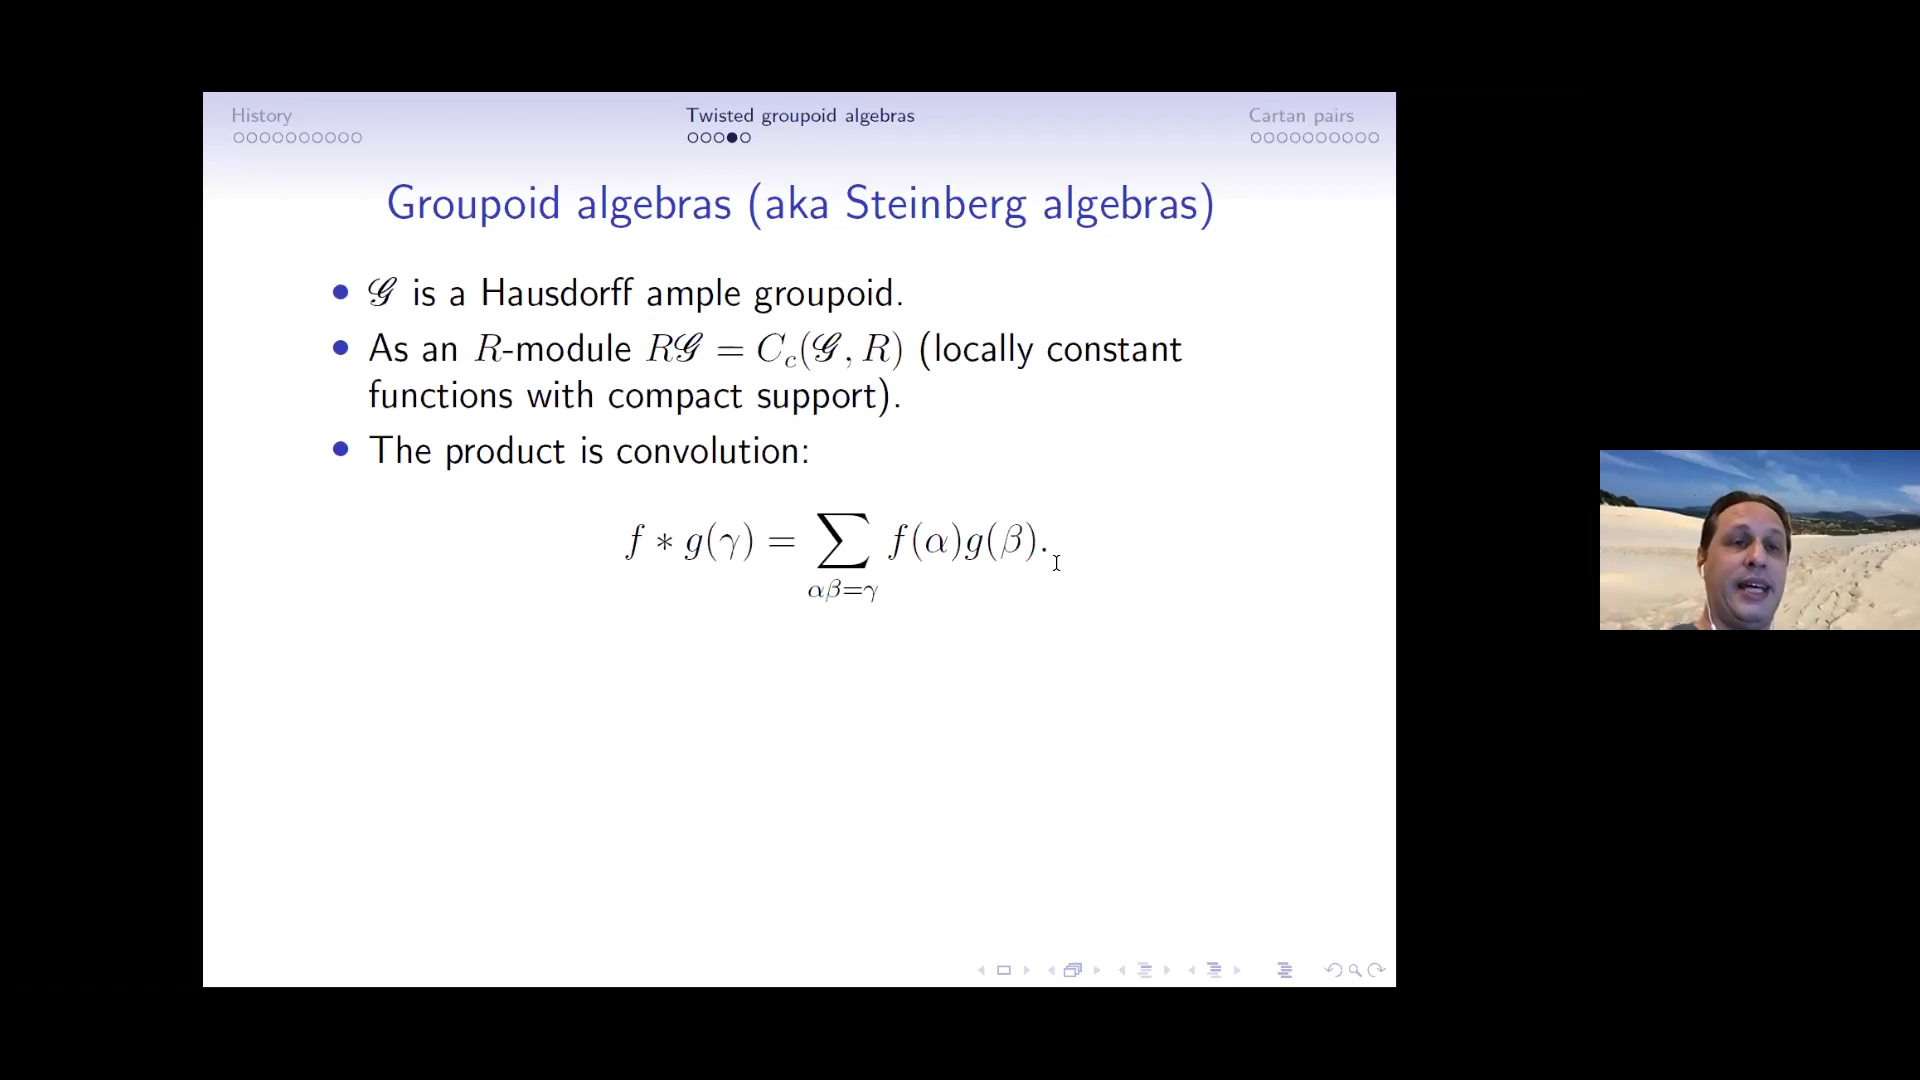 History
Twisted groupoid algebras
Cartan pairs
Groupoid algebras (aka Steinberg algebras)
• 𝒢 is a Hausdorff ample groupoid.
• As an R-module R𝒢 = C_c(𝒢, R) (locally constant
functions with compact support).
• The product is convolution:
f ∗ g(γ) = ∑ f(α)g(β).
αβ=γ